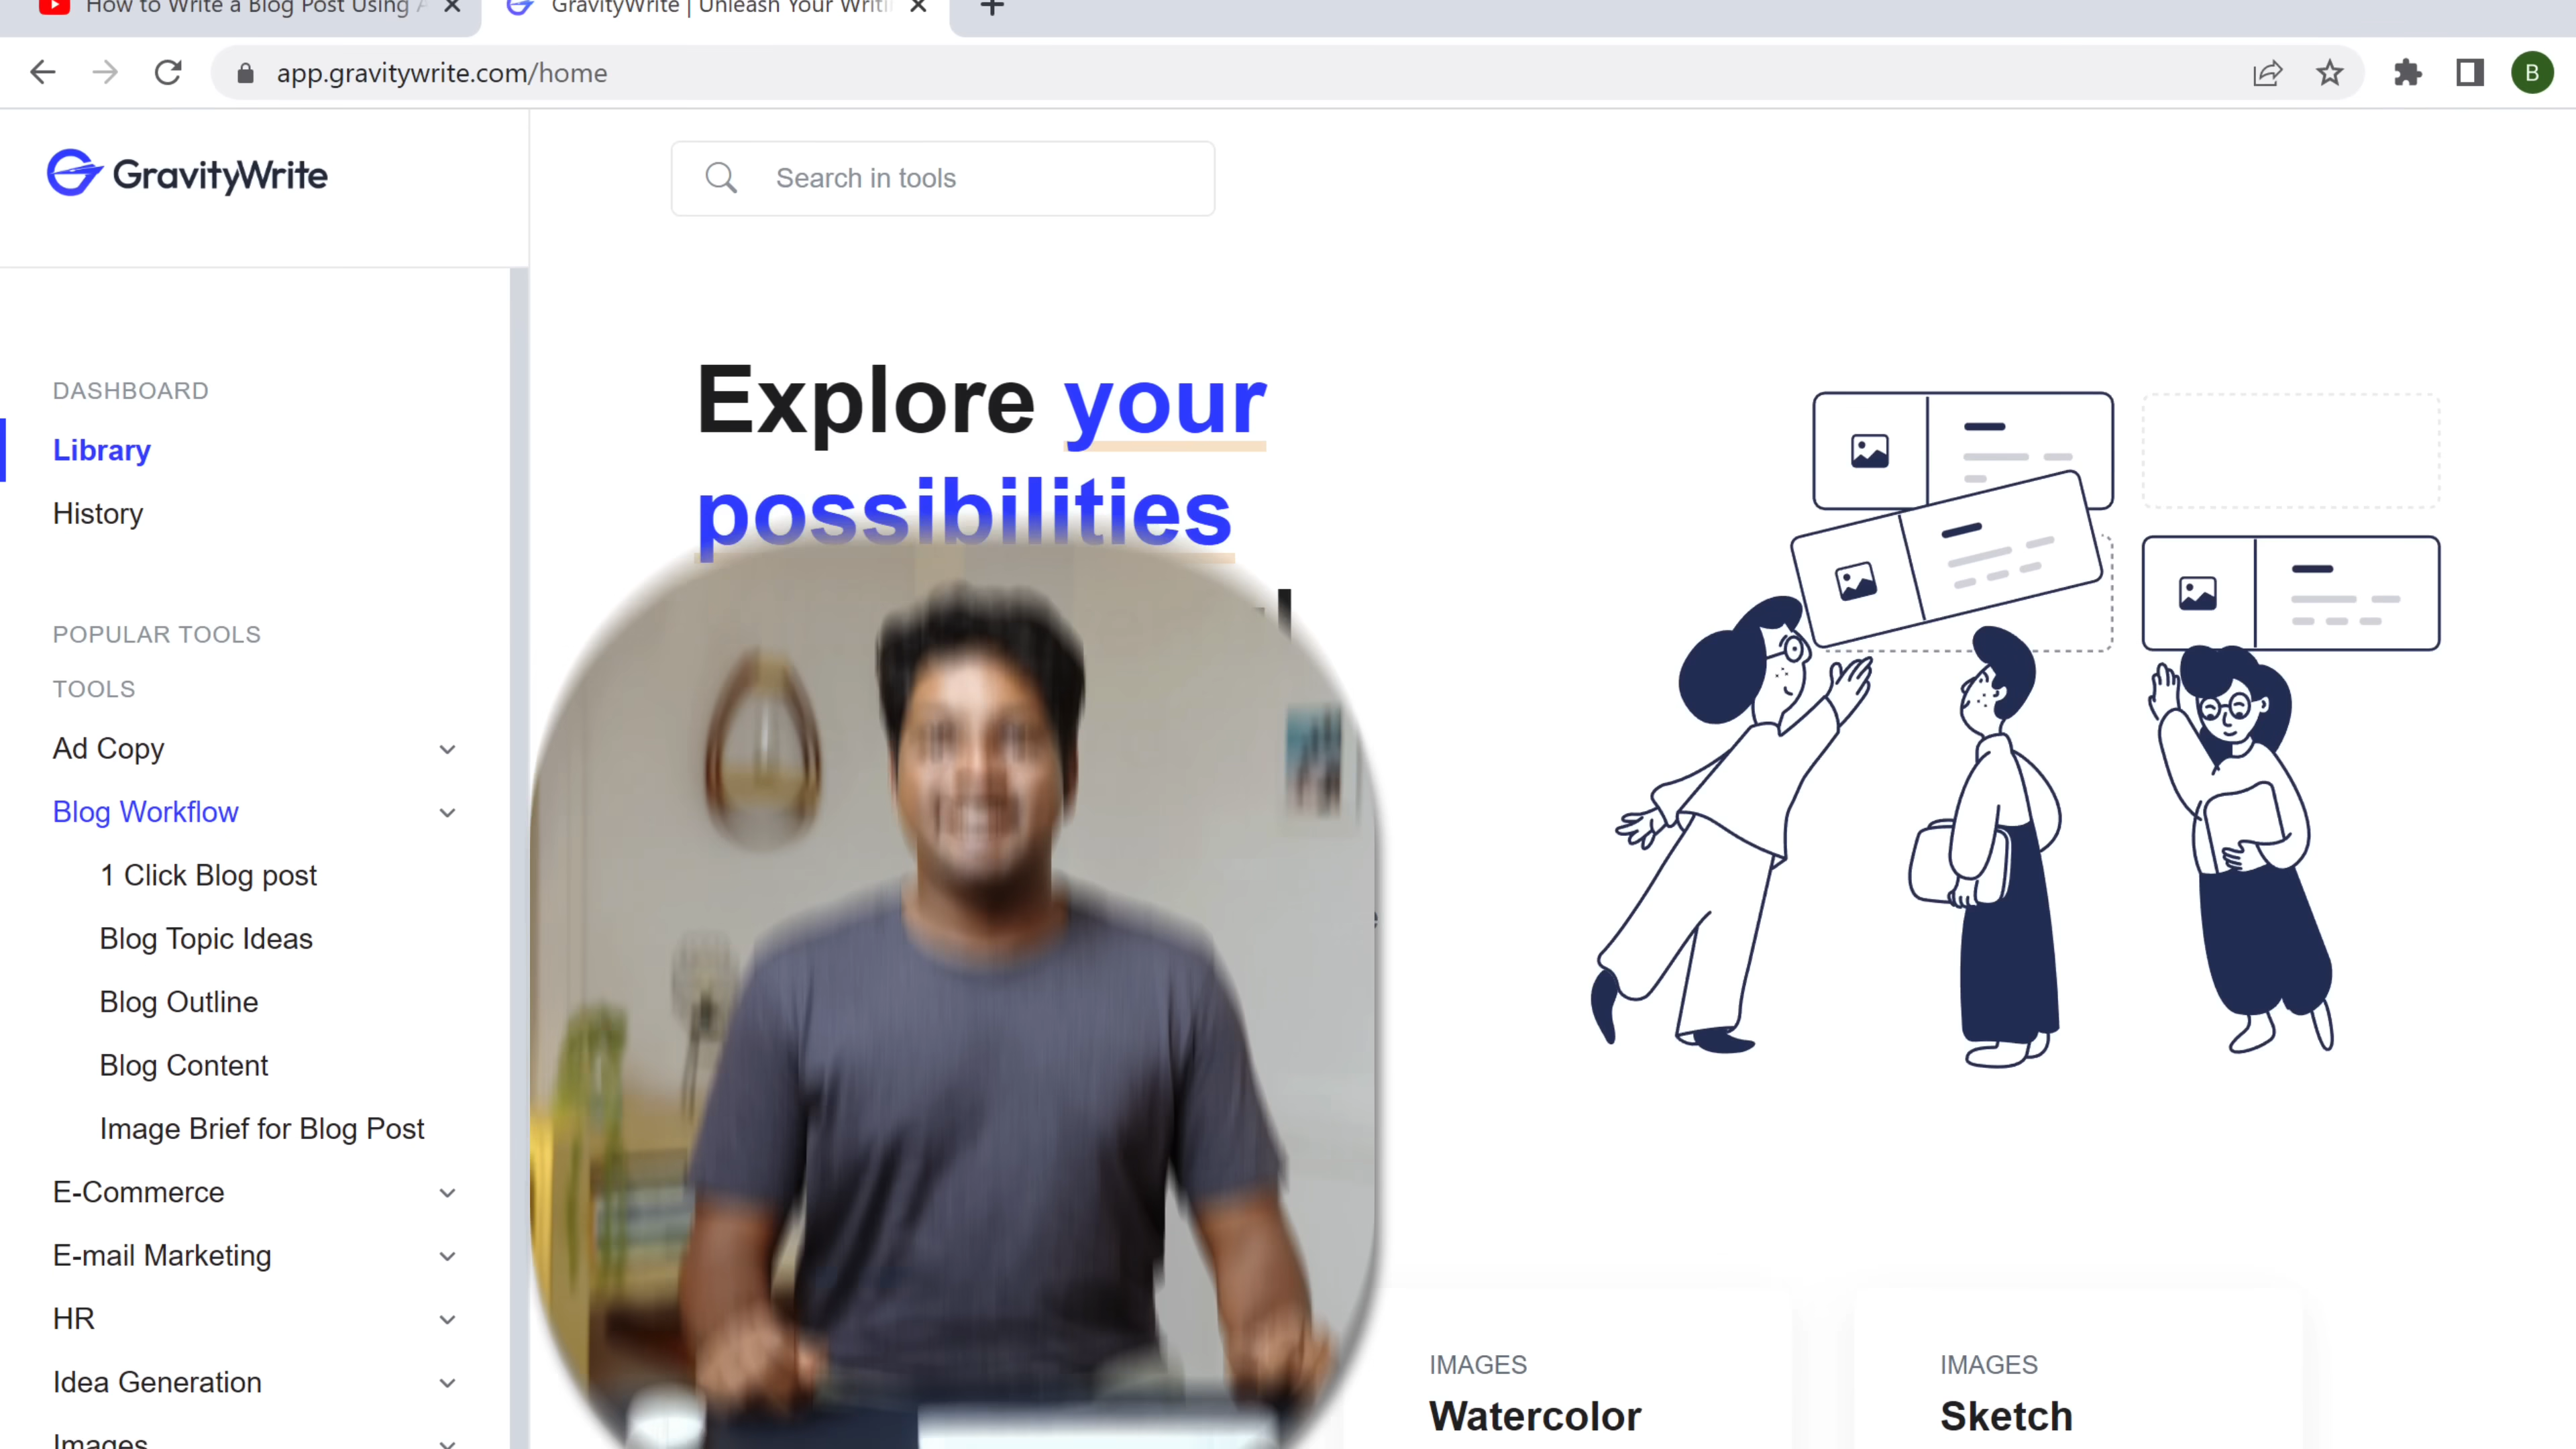 How to Write a Blog Post Using
GravityWrite | Unleash Your Writi
app.gravitywrite.com/home
B
GravityWrite
Search in tools
DASHBOARD
Library
History
POPULAR TOOLS
TOOLS
Ad Copy
Blog Workflow
1 Click Blog post
Blog Topic Ideas
Blog Outline
Blog Content
Image Brief for Blog Post
E-Commerce
E-mail Marketing
HR
Idea Generation
Images
Explore your
possibilities
IMAGES
Watercolor
IMAGES
Sketch